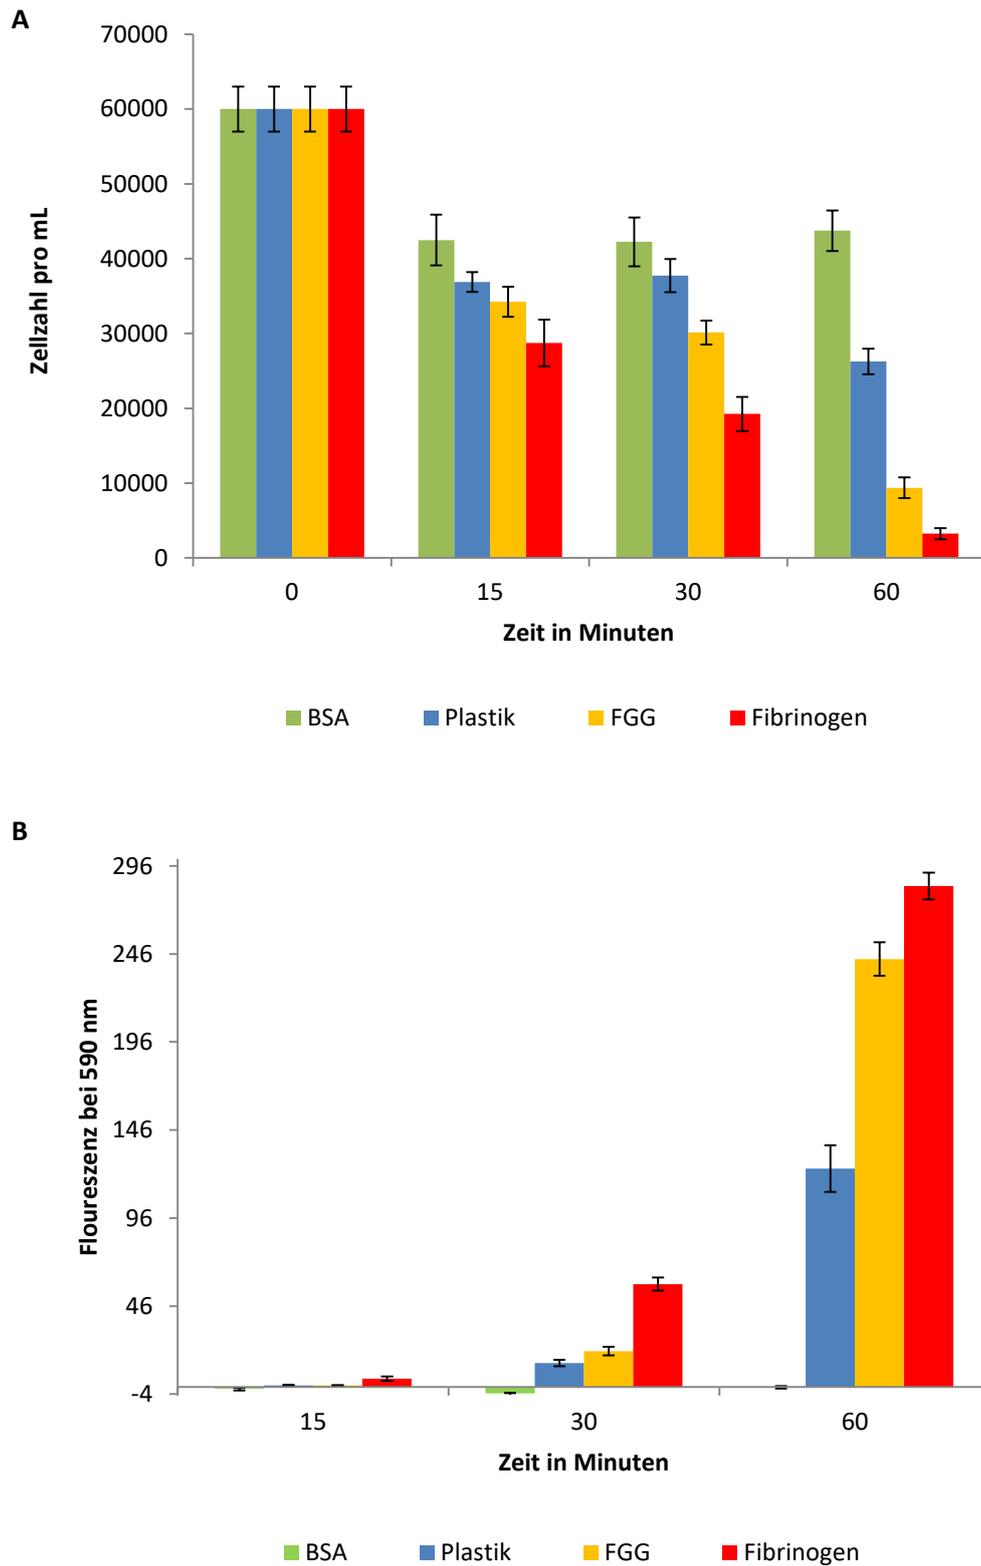 A
70000
60000
50000
40000
30000
20000
10000
0
Zellzahl pro mL
0 15 30 60
Zeit in Minuten
BSA Plastik FGG Fibrinogen
B
296
246
196
146
96
46
-4
Floureszenz bei 590 nm
15 30 60
Zeit in Minuten
BSA Plastik FGG Fibrinogen